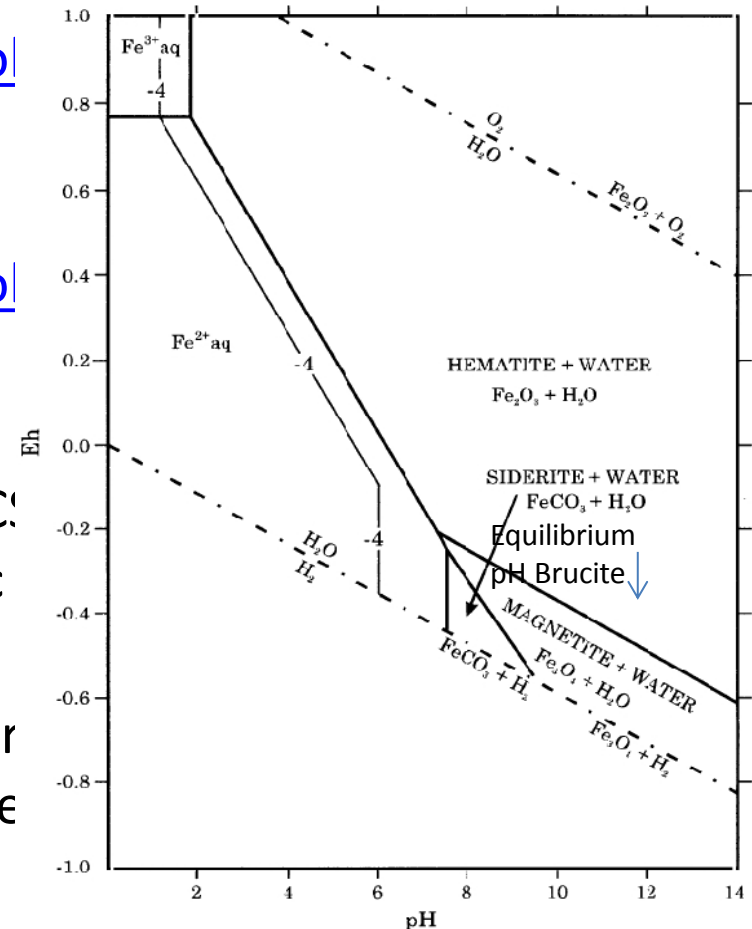 1.0
Fe³⁺aq
-4
0.8
O₂
H₂O
0.6
Fe₂O₃ + O₂
0.4
Fe²⁺aq
-4
0.2
HEMATITE + WATER
Fe₂O₃ + H₂O
Eh
0.0
SIDERITE + WATER
FeCO₃ + H₂O
-0.2
-4
Equilibrium
pH Brucite
H₂O
H₂
-0.4
MAGNETITE + WATER
Fe₃O₄ + H₂O
FeCO₃ + H₂
-0.6
Fe₃O₄ + H₂
-0.8
-1.0
2 4 6 8 10 12 14
pH